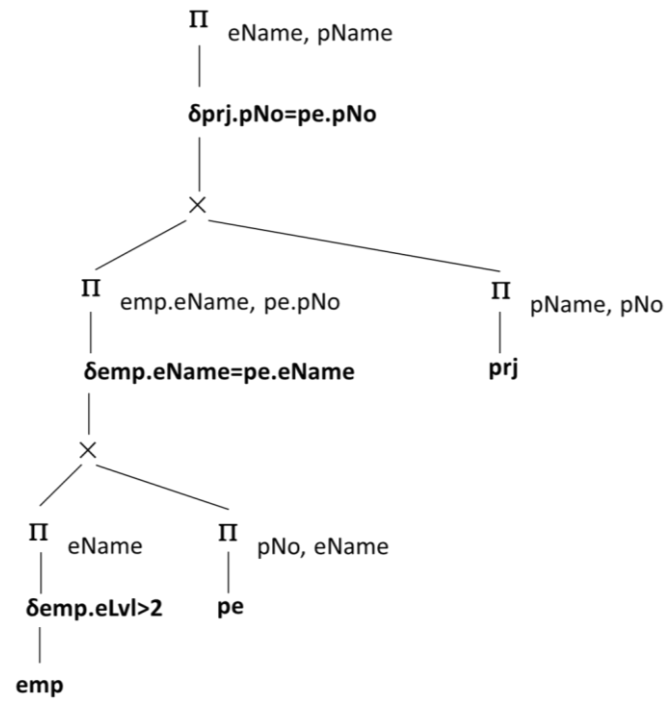 Π eName, pName
δprj.pNo=pe.pNo
×
Π emp.eName, pe.pNo Π pName, pNo
δemp.eName=pe.eName prj
×
Π eName Π pNo, eName
δemp.eLvl>2 pe
emp